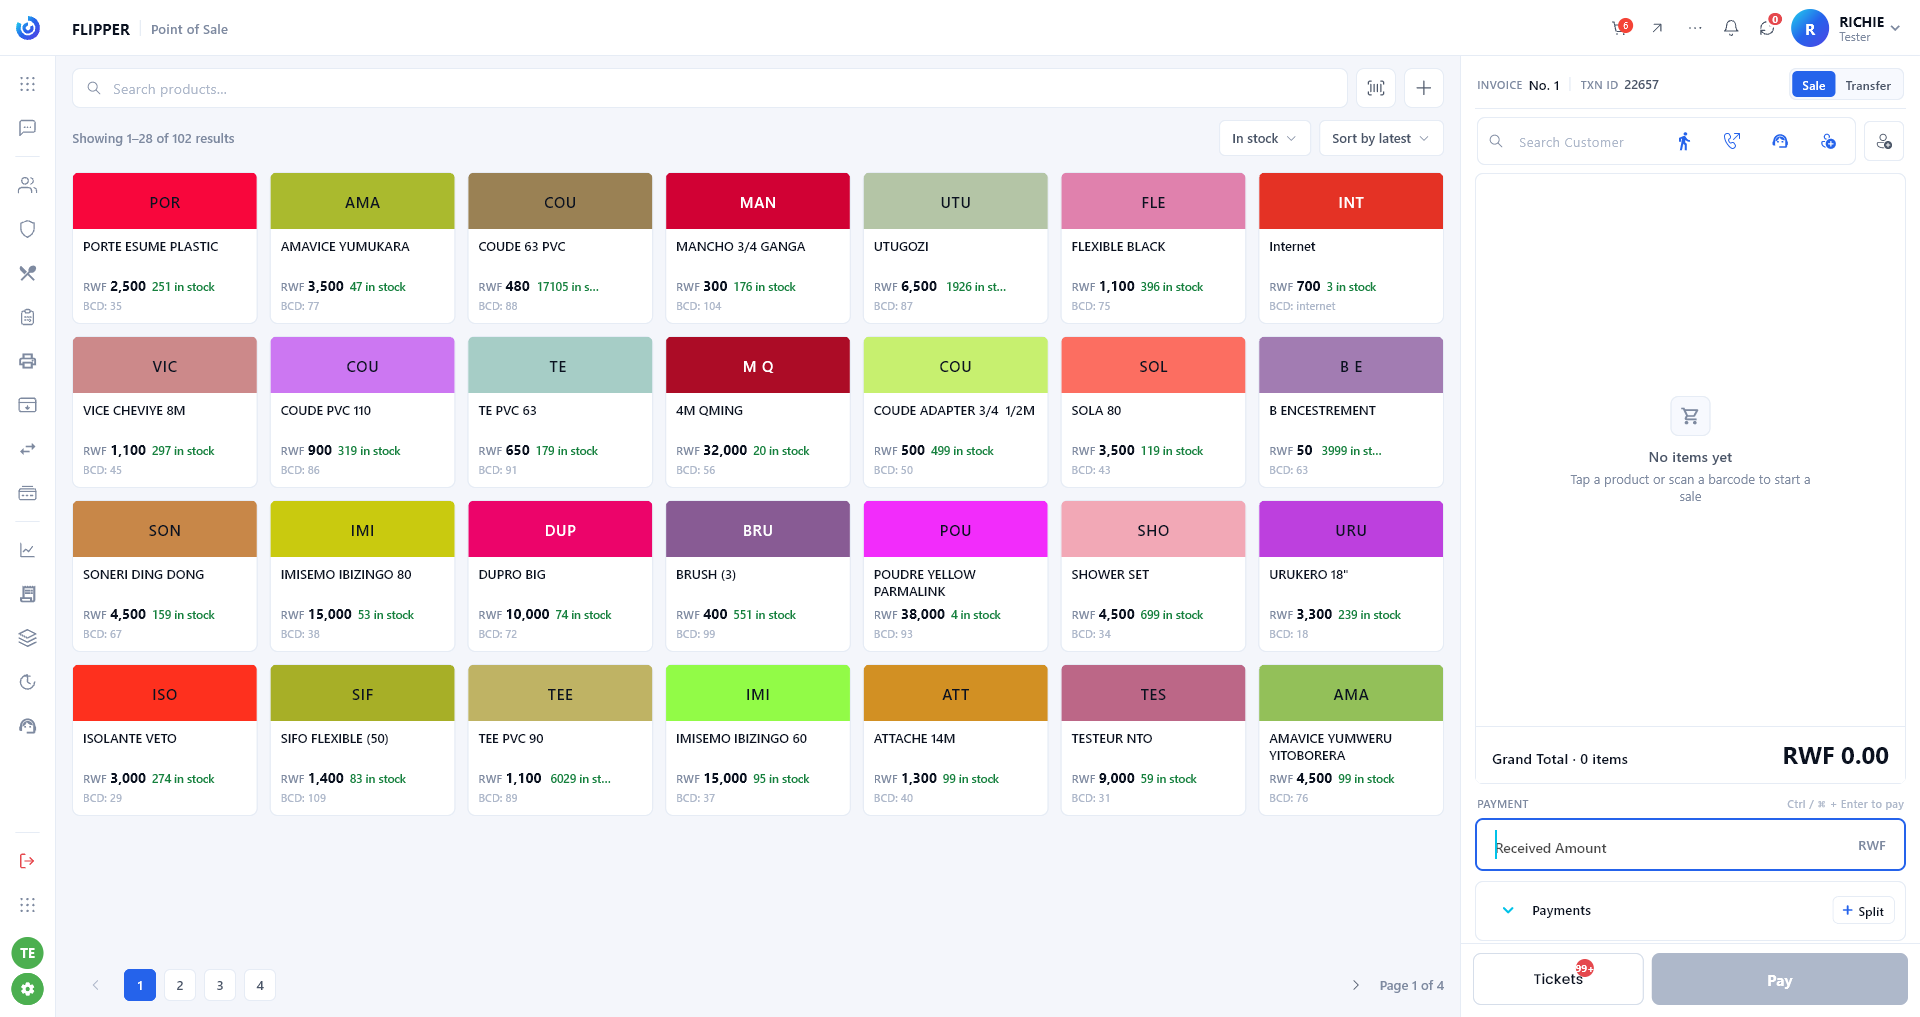 FLIPPER
Point of Sale
6
0
R
RICHIE
Tester
Search products...
Showing 1–28 of 102 results
In stock
Sort by latest
POR
PORTE ESUME PLASTIC
RWF 2,500 251 in stock
BCD: 35
AMA
AMAVICE YUMUKARA
RWF 3,500 47 in stock
BCD: 77
COU
COUDE 63 PVC
RWF 480 17105 in s...
BCD: 88
MAN
MANCHO 3/4 GANGA
RWF 300 176 in stock
BCD: 104
UTU
UTUGOZI
RWF 6,500 1926 in st...
BCD: 87
FLE
FLEXIBLE BLACK
RWF 1,100 396 in stock
BCD: 75
INT
Internet
RWF 700 3 in stock
BCD: internet
VIC
VICE CHEVIYE 8M
RWF 1,100 297 in stock
BCD: 45
COU
COUDE PVC 110
RWF 900 319 in stock
BCD: 86
TE
TE PVC 63
RWF 650 179 in stock
BCD: 91
M Q
4M QMING
RWF 32,000 20 in stock
BCD: 56
COU
COUDE ADAPTER 3/4 1/2M
RWF 500 499 in stock
BCD: 50
SOL
SOLA 80
RWF 3,500 119 in stock
BCD: 43
B E
B ENCESTREMENT
RWF 50 3999 in st...
BCD: 63
SON
SONERI DING DONG
RWF 4,500 159 in stock
BCD: 67
IMI
IMISEMO IBIZINGO 80
RWF 15,000 53 in stock
BCD: 38
DUP
DUPRO BIG
RWF 10,000 74 in stock
BCD: 72
BRU
BRUSH (3)
RWF 400 551 in stock
BCD: 99
POU
POUDRE YELLOW
PARMALINK
RWF 38,000 4 in stock
BCD: 93
SHO
SHOWER SET
RWF 4,500 699 in stock
BCD: 34
URU
URUKERO 18"
RWF 3,300 239 in stock
BCD: 18
ISO
ISOLANTE VETO
RWF 3,000 274 in stock
BCD: 29
SIF
SIFO FLEXIBLE (50)
RWF 1,400 83 in stock
BCD: 109
TEE
TEE PVC 90
RWF 1,100 6029 in st...
BCD: 89
IMI
IMISEMO IBIZINGO 60
RWF 15,000 95 in stock
BCD: 37
ATT
ATTACHE 14M
RWF 1,300 99 in stock
BCD: 40
TES
TESTEUR NTO
RWF 9,000 59 in stock
BCD: 31
AMA
AMAVICE YUMWERU
YITOBORERA
RWF 4,500 99 in stock
BCD: 76
TE
1
2
3
4
Page 1 of 4
INVOICE No. 1
TXN ID 22657
Sale
Transfer
Search Customer
No items yet
Tap a product or scan a barcode to start a
sale
Grand Total · 0 items
RWF 0.00
PAYMENT
Ctrl / ⌘ + Enter to pay
Received Amount
RWF
Payments
+ Split
Tickets
99+
Pay